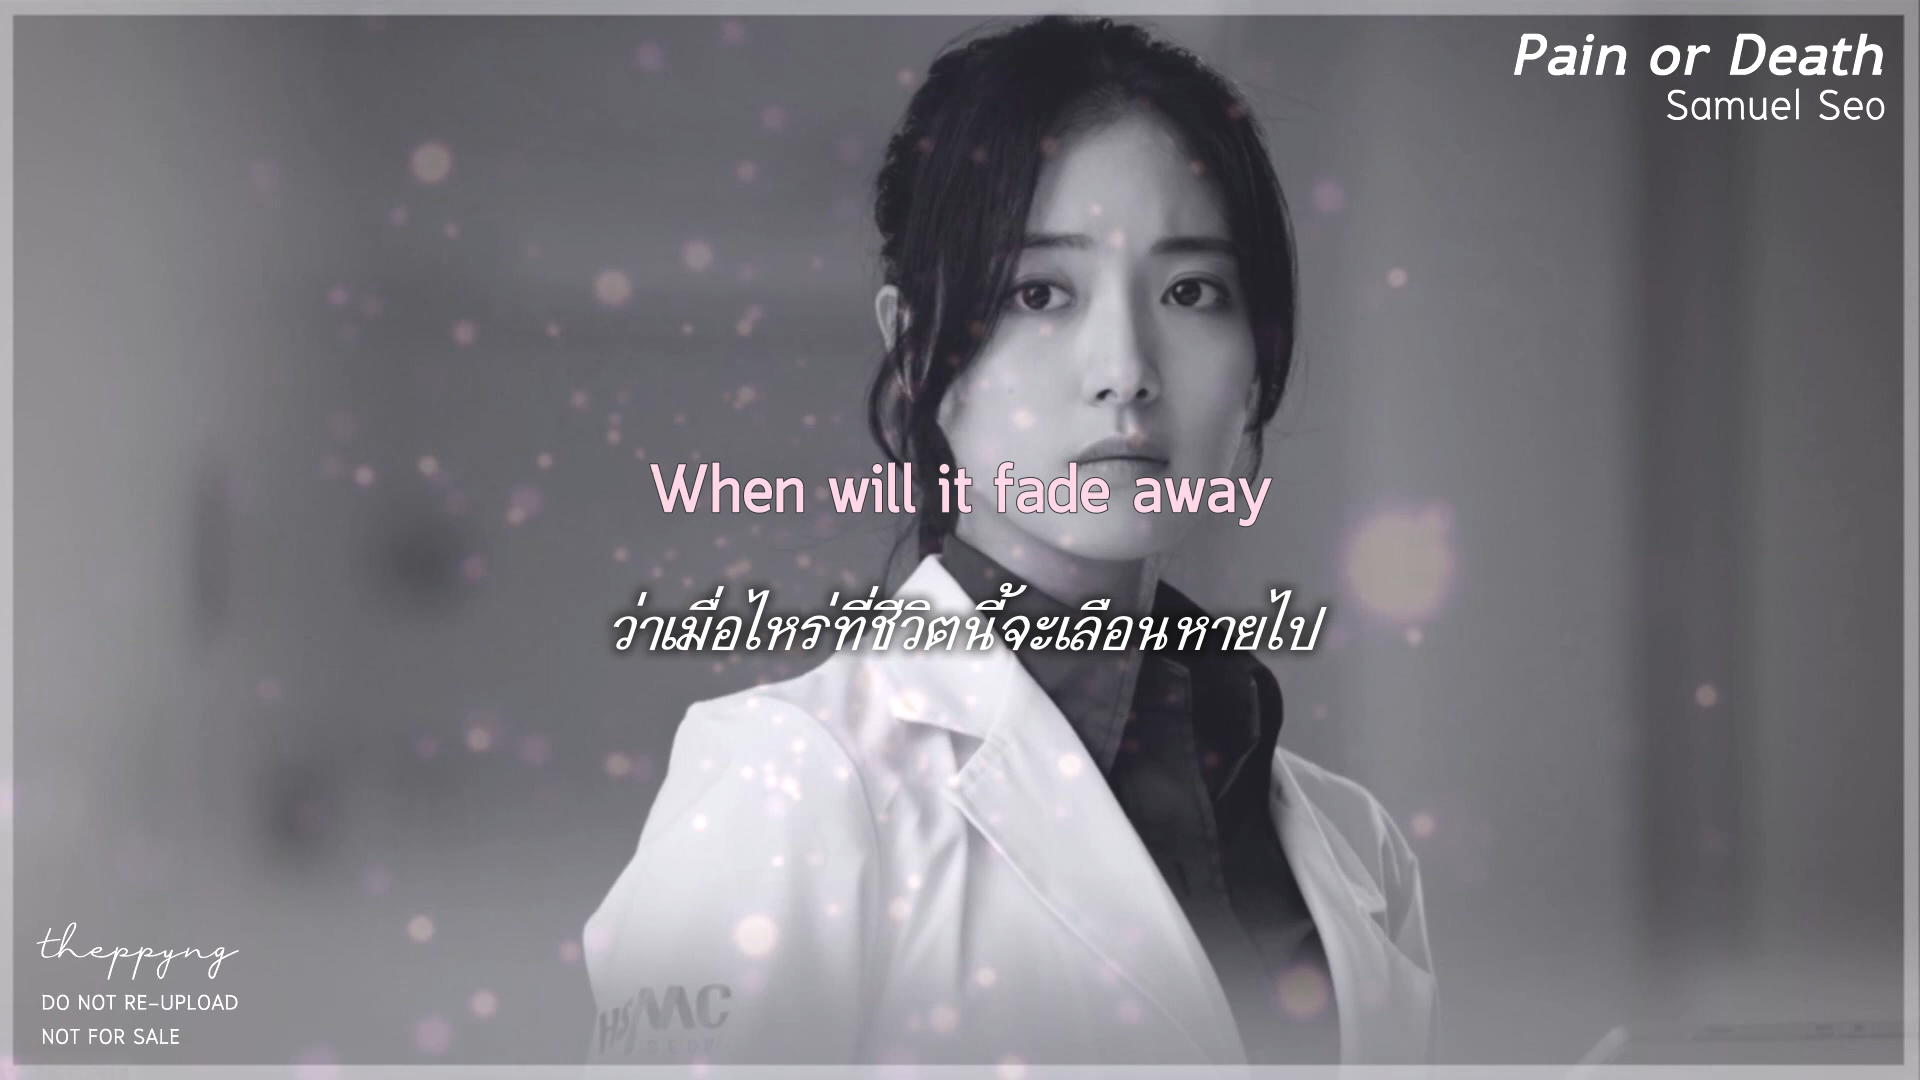 Pain or Death
Samuel Seo
When will it fade away
ว่าเมื่อไหร่ที่ชีวิตนี้จะเลือนหายไป
theppyng
DO NOT RE-UPLOAD
NOT FOR SALE